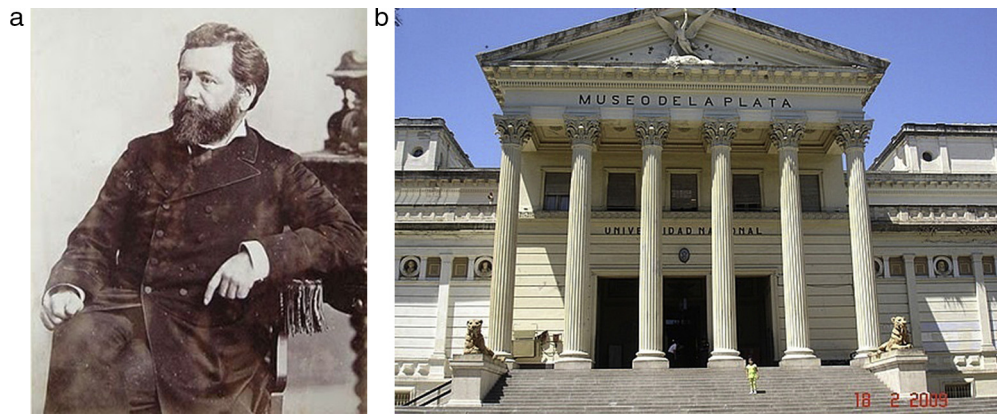 a
b
MUSEO DE LA PLATA
UNIVERSIDAD NACIONAL
18 2 2009